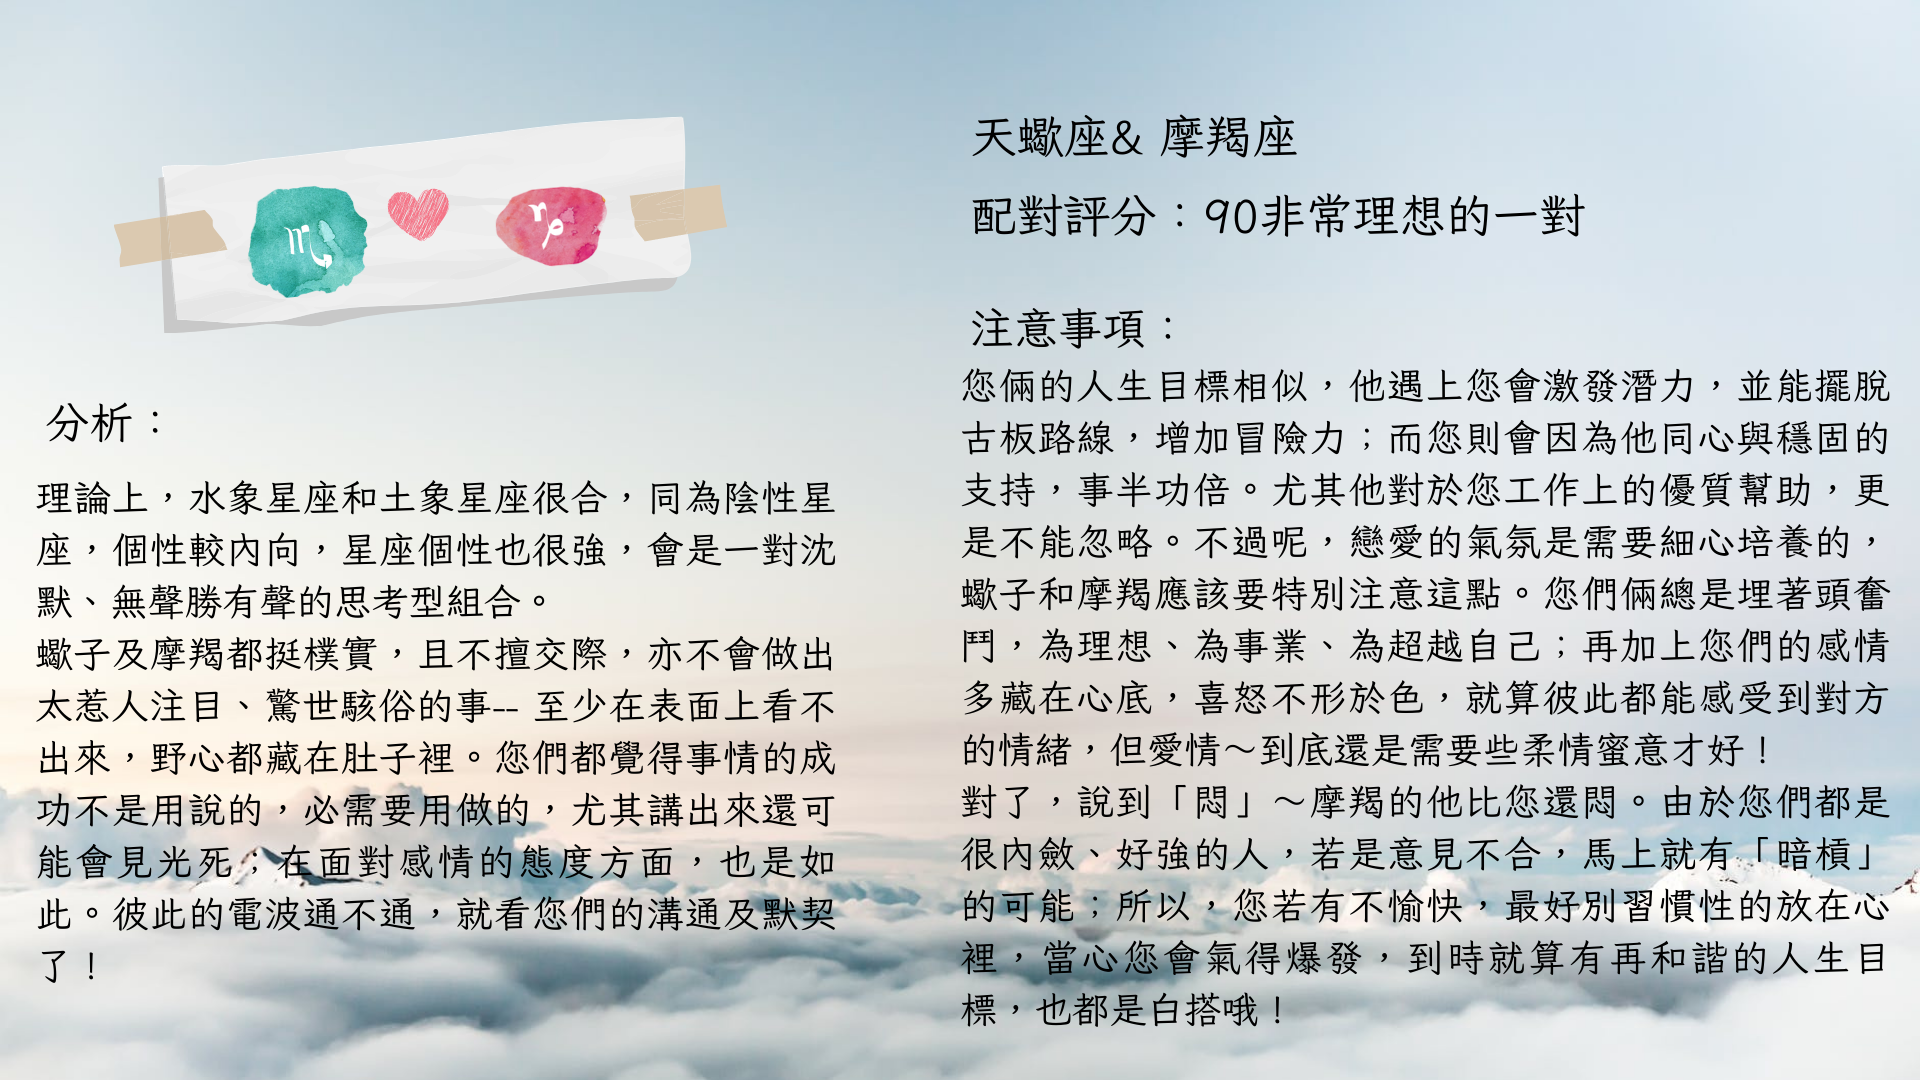 天蠍座& 摩羯座
配對評分：90非常理想的一對
分析：
理論上，水象星座和土象星座很合，同為陰性星
座，個性較內向，星座個性也很強，會是一對沈
默、無聲勝有聲的思考型組合。
蠍子及摩羯都挺樸實，且不擅交際，亦不會做出
太惹人注目、驚世駭俗的事-- 至少在表面上看不
出來，野心都藏在肚子裡。您們都覺得事情的成
功不是用說的，必需要用做的，尤其講出來還可
能會見光死；在面對感情的態度方面，也是如
此。彼此的電波通不通，就看您們的溝通及默契
了！
注意事項：
您倆的人生目標相似，他遇上您會激發潛力，並能擺脫
古板路線，增加冒險力；而您則會因為他同心與穩固的
支持，事半功倍。尤其他對於您工作上的優質幫助，更
是不能忽略。不過呢，戀愛的氣氛是需要細心培養的，
蠍子和摩羯應該要特別注意這點。您們倆總是埋著頭奮
鬥，為理想、為事業、為超越自己；再加上您們的感情
多藏在心底，喜怒不形於色，就算彼此都能感受到對方
的情緒，但愛情～到底還是需要些柔情蜜意才好！
對了，說到「悶」～摩羯的他比您還悶。由於您們都是
很內斂、好強的人，若是意見不合，馬上就有「暗槓」
的可能；所以，您若有不愉快，最好別習慣性的放在心
裡，當心您會氣得爆發，到時就算有再和諧的人生目
標，也都是白搭哦！